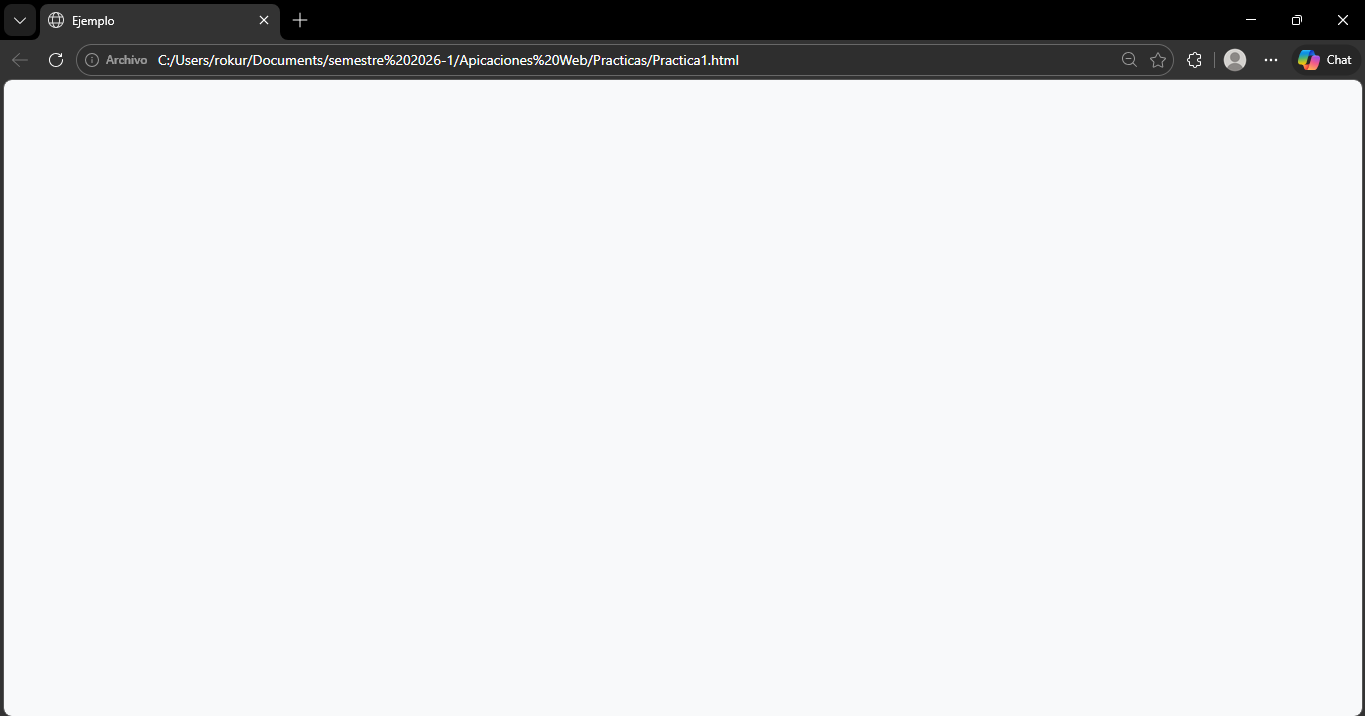 Ejemplo
Archivo C:/Users/rokur/Documents/semestre%202026-1/Apicaciones%20Web/Practicas/Practica1.html
Chat